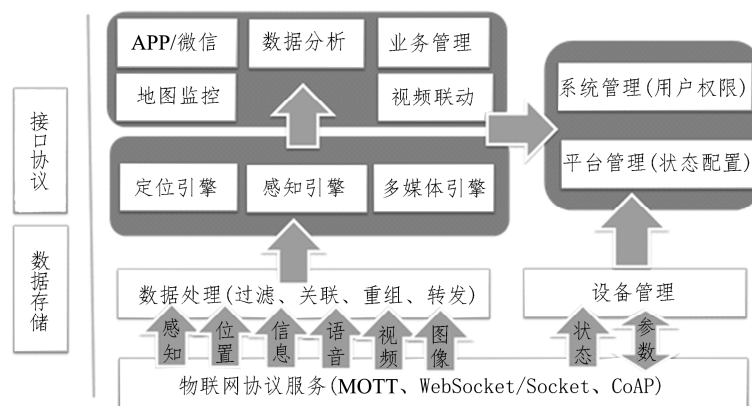 APP/微信
数据分析
业务管理
地图监控
视频联动
系统管理(用户权限)
平台管理(状态配置)
接口协议
定位引擎
感知引擎
多媒体引擎
数据存储
数据处理(过滤、关联、重组、转发)
设备管理
感知
位置
信息
语音
视频
图像
状态
参数
物联网协议服务(MOTT、WebSocket/Socket、CoAP)